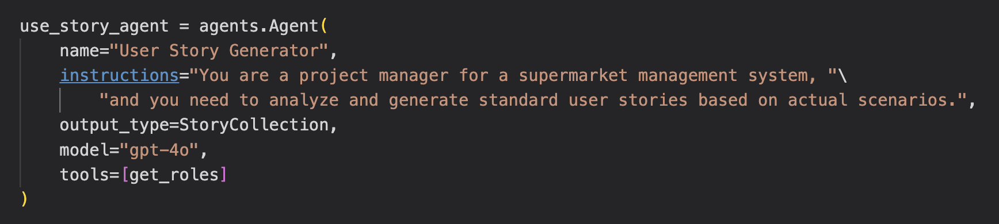 use_story_agent = agents.Agent(
    name="User Story Generator",
    instructions="You are a project manager for a supermarket management system, "\
        "and you need to analyze and generate standard user stories based on actual scenarios.",
    output_type=StoryCollection,
    model="gpt-4o",
    tools=[get_roles]
)